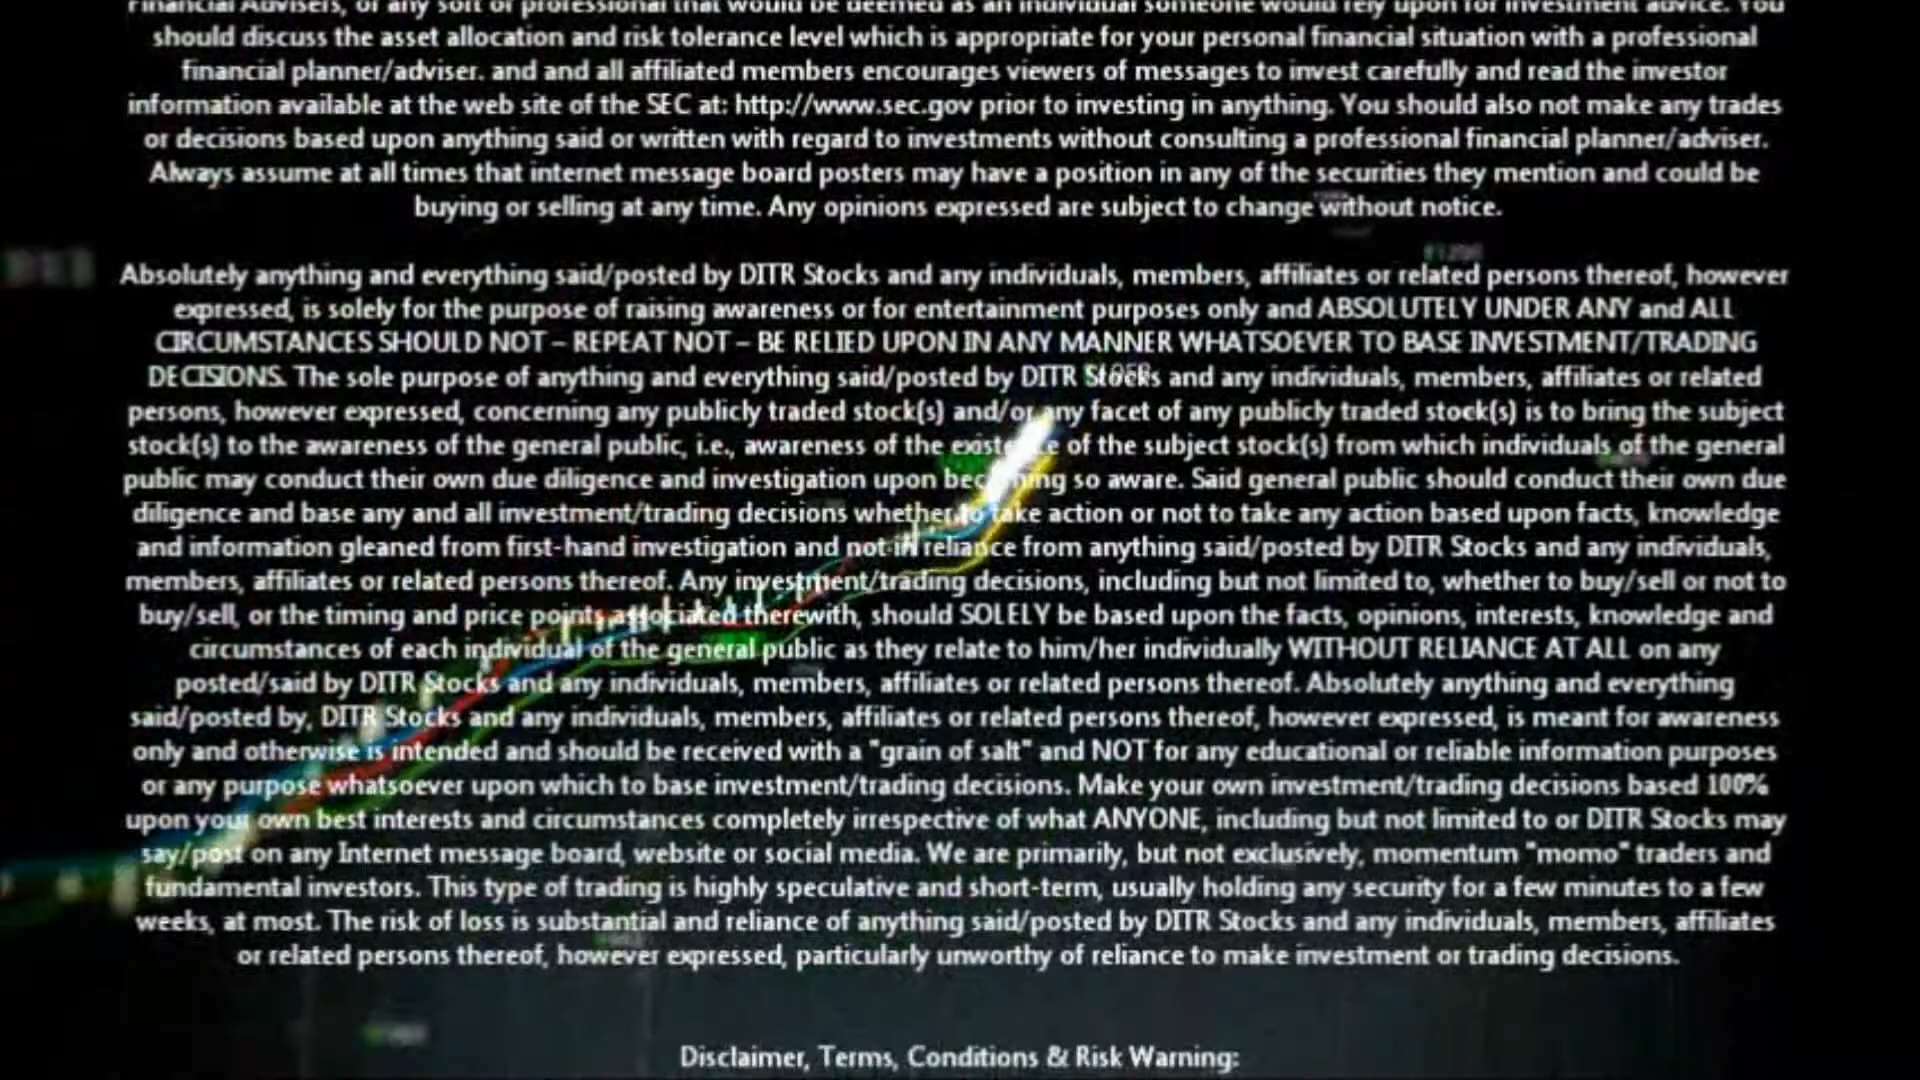 Financial Advisers, or any sort of professional that would be deemed as an individual someone would rely upon for investment advice. You
should discuss the asset allocation and risk tolerance level which is appropriate for your personal financial situation with a professional
financial planner/adviser. and and all affiliated members encourages viewers of messages to invest carefully and read the investor
information available at the web site of the SEC at: http://www.sec.gov prior to investing in anything. You should also not make any trades
or decisions based upon anything said or written with regard to investments without consulting a professional financial planner/adviser.
Always assume at all times that internet message board posters may have a position in any of the securities they mention and could be
buying or selling at any time. Any opinions expressed are subject to change without notice.
Absolutely anything and everything said/posted by DITR Stocks and any individuals, members, affiliates or related persons thereof, however
expressed, is solely for the purpose of raising awareness or for entertainment purposes only and ABSOLUTELY UNDER ANY and ALL
CIRCUMSTANCES SHOULD NOT – REPEAT NOT – BE RELIED UPON IN ANY MANNER WHATSOEVER TO BASE INVESTMENT/TRADING
DECISIONS. The sole purpose of anything and everything said/posted by DITR Stocks and any individuals, members, affiliates or related
persons, however expressed, concerning any publicly traded stock(s) and/or any facet of any publicly traded stock(s) is to bring the subject
stock(s) to the awareness of the general public, i.e., awareness of the existence of the subject stock(s) from which individuals of the general
public may conduct their own due diligence and investigation upon becoming so aware. Said general public should conduct their own due
diligence and base any and all investment/trading decisions whether to take action or not to take any action based upon facts, knowledge
and information gleaned from first-hand investigation and not in reliance from anything said/posted by DITR Stocks and any individuals,
members, affiliates or related persons thereof. Any investment/trading decisions, including but not limited to, whether to buy/sell or not to
buy/sell, or the timing and price points associated therewith, should SOLELY be based upon the facts, opinions, interests, knowledge and
circumstances of each individual of the general public as they relate to him/her individually WITHOUT RELIANCE AT ALL on any
posted/said by DITR Stocks and any individuals, members, affiliates or related persons thereof. Absolutely anything and everything
said/posted by, DITR Stocks and any individuals, members, affiliates or related persons thereof, however expressed, is meant for awareness
only and otherwise is intended and should be received with a "grain of salt" and NOT for any educational or reliable information purposes
or any purpose whatsoever upon which to base investment/trading decisions. Make your own investment/trading decisions based 100%
upon your own best interests and circumstances completely irrespective of what ANYONE, including but not limited to or DITR Stocks may
say/post on any Internet message board, website or social media. We are primarily, but not exclusively, momentum "momo" traders and
fundamental investors. This type of trading is highly speculative and short-term, usually holding any security for a few minutes to a few
weeks, at most. The risk of loss is substantial and reliance of anything said/posted by DITR Stocks and any individuals, members, affiliates
or related persons thereof, however expressed, particularly unworthy of reliance to make investment or trading decisions.
Disclaimer, Terms, Conditions & Risk Warning: